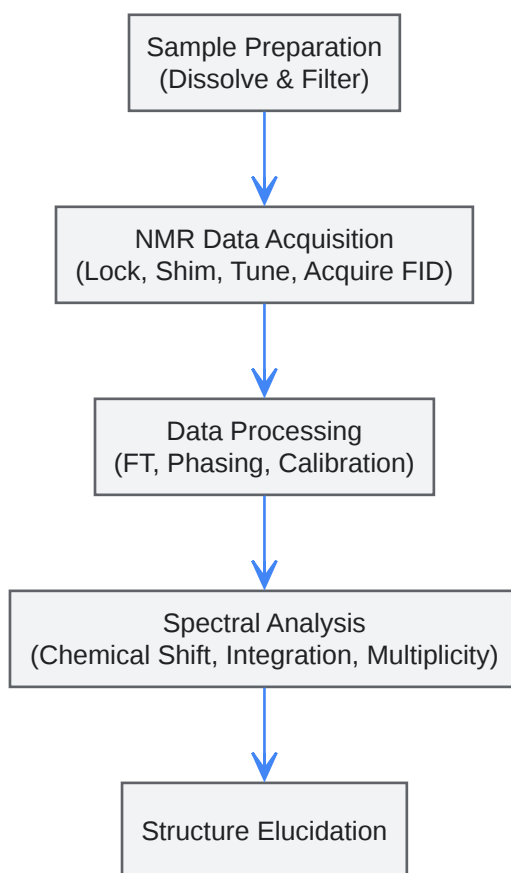 Sample Preparation
(Dissolve & Filter)
NMR Data Acquisition
(Lock, Shim, Tune, Acquire FID)
Data Processing
(FT, Phasing, Calibration)
Spectral Analysis
(Chemical Shift, Integration, Multiplicity)
Structure Elucidation